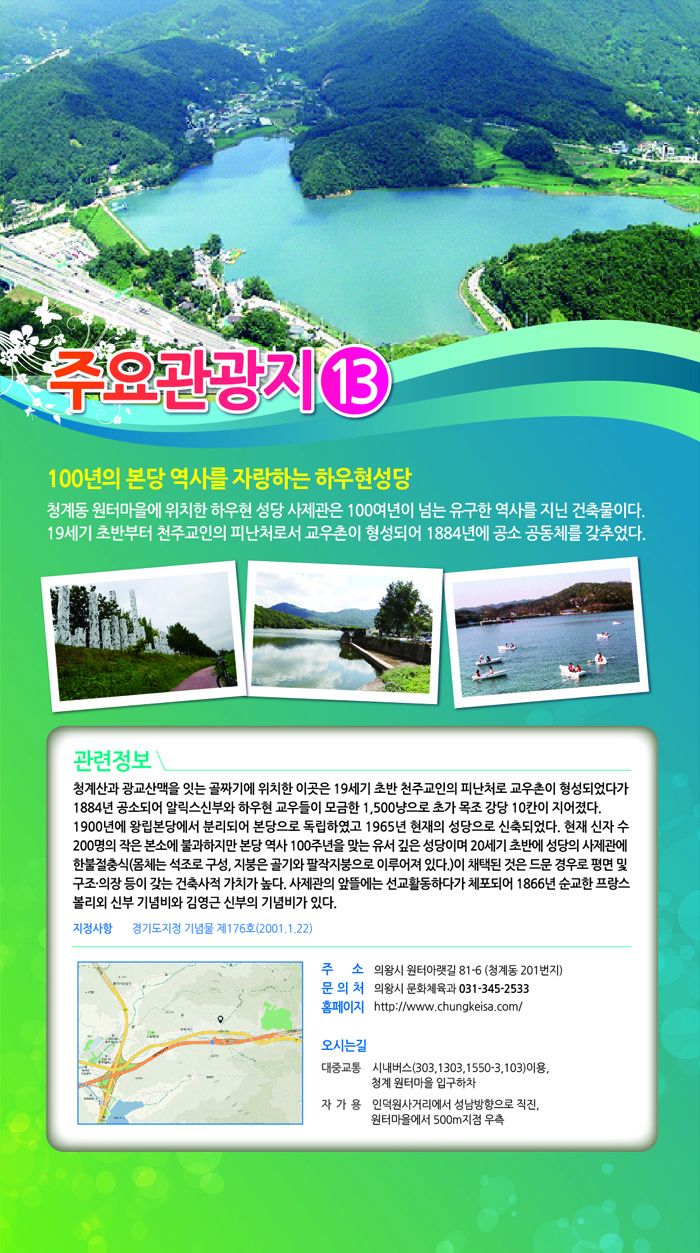 주요관광지 13
100년의 본당 역사를 자랑하는 하우현성당
청계동 원터마을에 위치한 하우현 성당 사제관은 100여년이 넘는 유구한 역사를 지닌 건축물이다.
19세기 초반부터 천주교인의 피난처로서 교우촌이 형성되어 1884년에 공소 공동체를 갖추었다.
관련정보
청계산과 광교산맥을 잇는 골짜기에 위치한 이곳은 19세기 초반 천주교인의 피난처로 교우촌이 형성되었다가
1884년 공소되어 알릭스신부와 하우현 교우들이 모금한 1,500냥으로 초가 목조 강당 10칸이 지어졌다.
1900년에 왕림본당에서 분리되어 본당으로 독립하였고 1965년 현재의 성당으로 신축되었다. 현재 신자 수
200명의 작은 본소에 불과하지만 본당 역사 100주년을 맞는 유서 깊은 성당이며 20세기 초반에 성당의 사제관에
한불절충식(몸체는 석조로 구성, 지붕은 골기와 팔작지붕으로 이루어져 있다.)이 채택된 것은 드문 경우로 평면 및
구조·의장 등이 갖는 건축사적 가치가 높다. 사제관의 앞뜰에는 선교활동하다가 체포되어 1866년 순교한 프랑스
볼리외 신부 기념비와 김영근 신부의 기념비가 있다.
지정사항 경기도지정 기념물 제176호(2001.1.22)
주 소 의왕시 원터아랫길 81-6 (청계동 201번지)
문 의 처 의왕시 문화체육과 031-345-2533
홈페이지 http://www.chungkeisa.com/
오시는길
대중교통 시내버스(303,1303,1550-3,103)이용,
청계 원터마을 입구하차
자 가 용 인덕원사거리에서 성남방향으로 직진,
원터마을에서 500m지점 우측